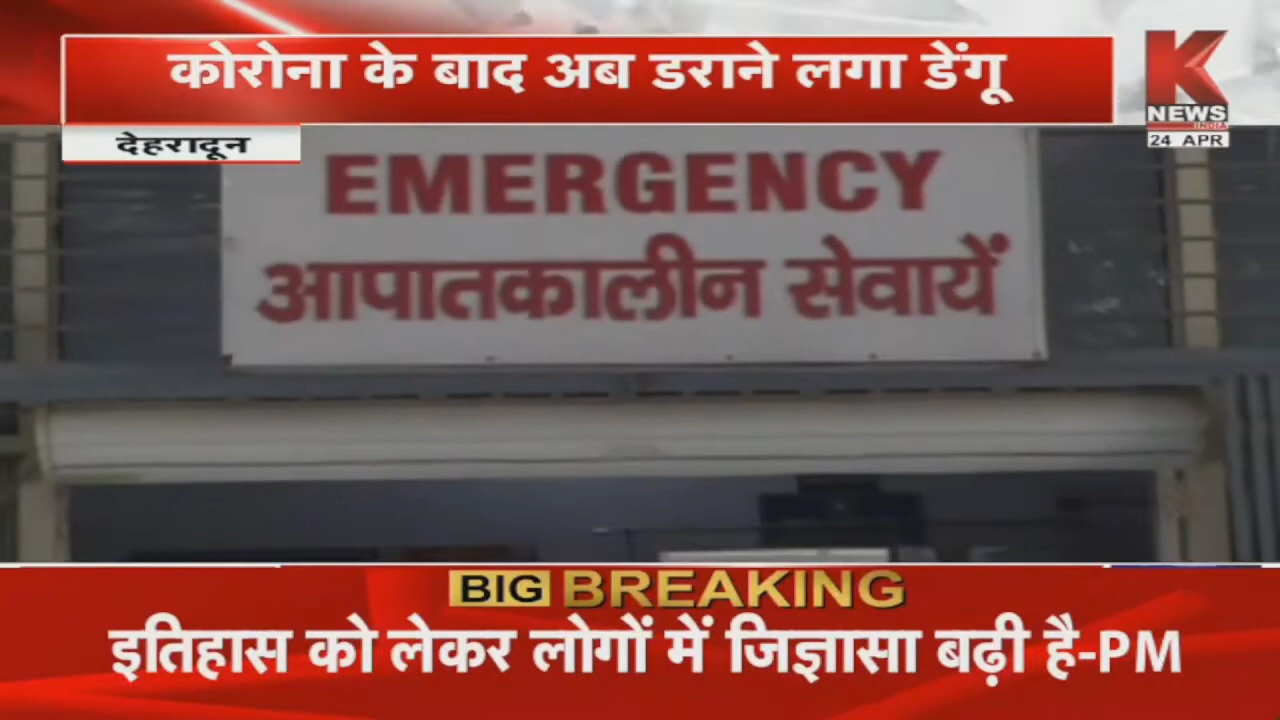 कोरोना के बाद अब डराने लगा डेंगू
K
NEWS
INDIA
24 APR
देहरादून
EMERGENCY
आपातकालीन सेवायें
BIG BREAKING
इतिहास को लेकर लोगों में जिज्ञासा बढ़ी है-PM